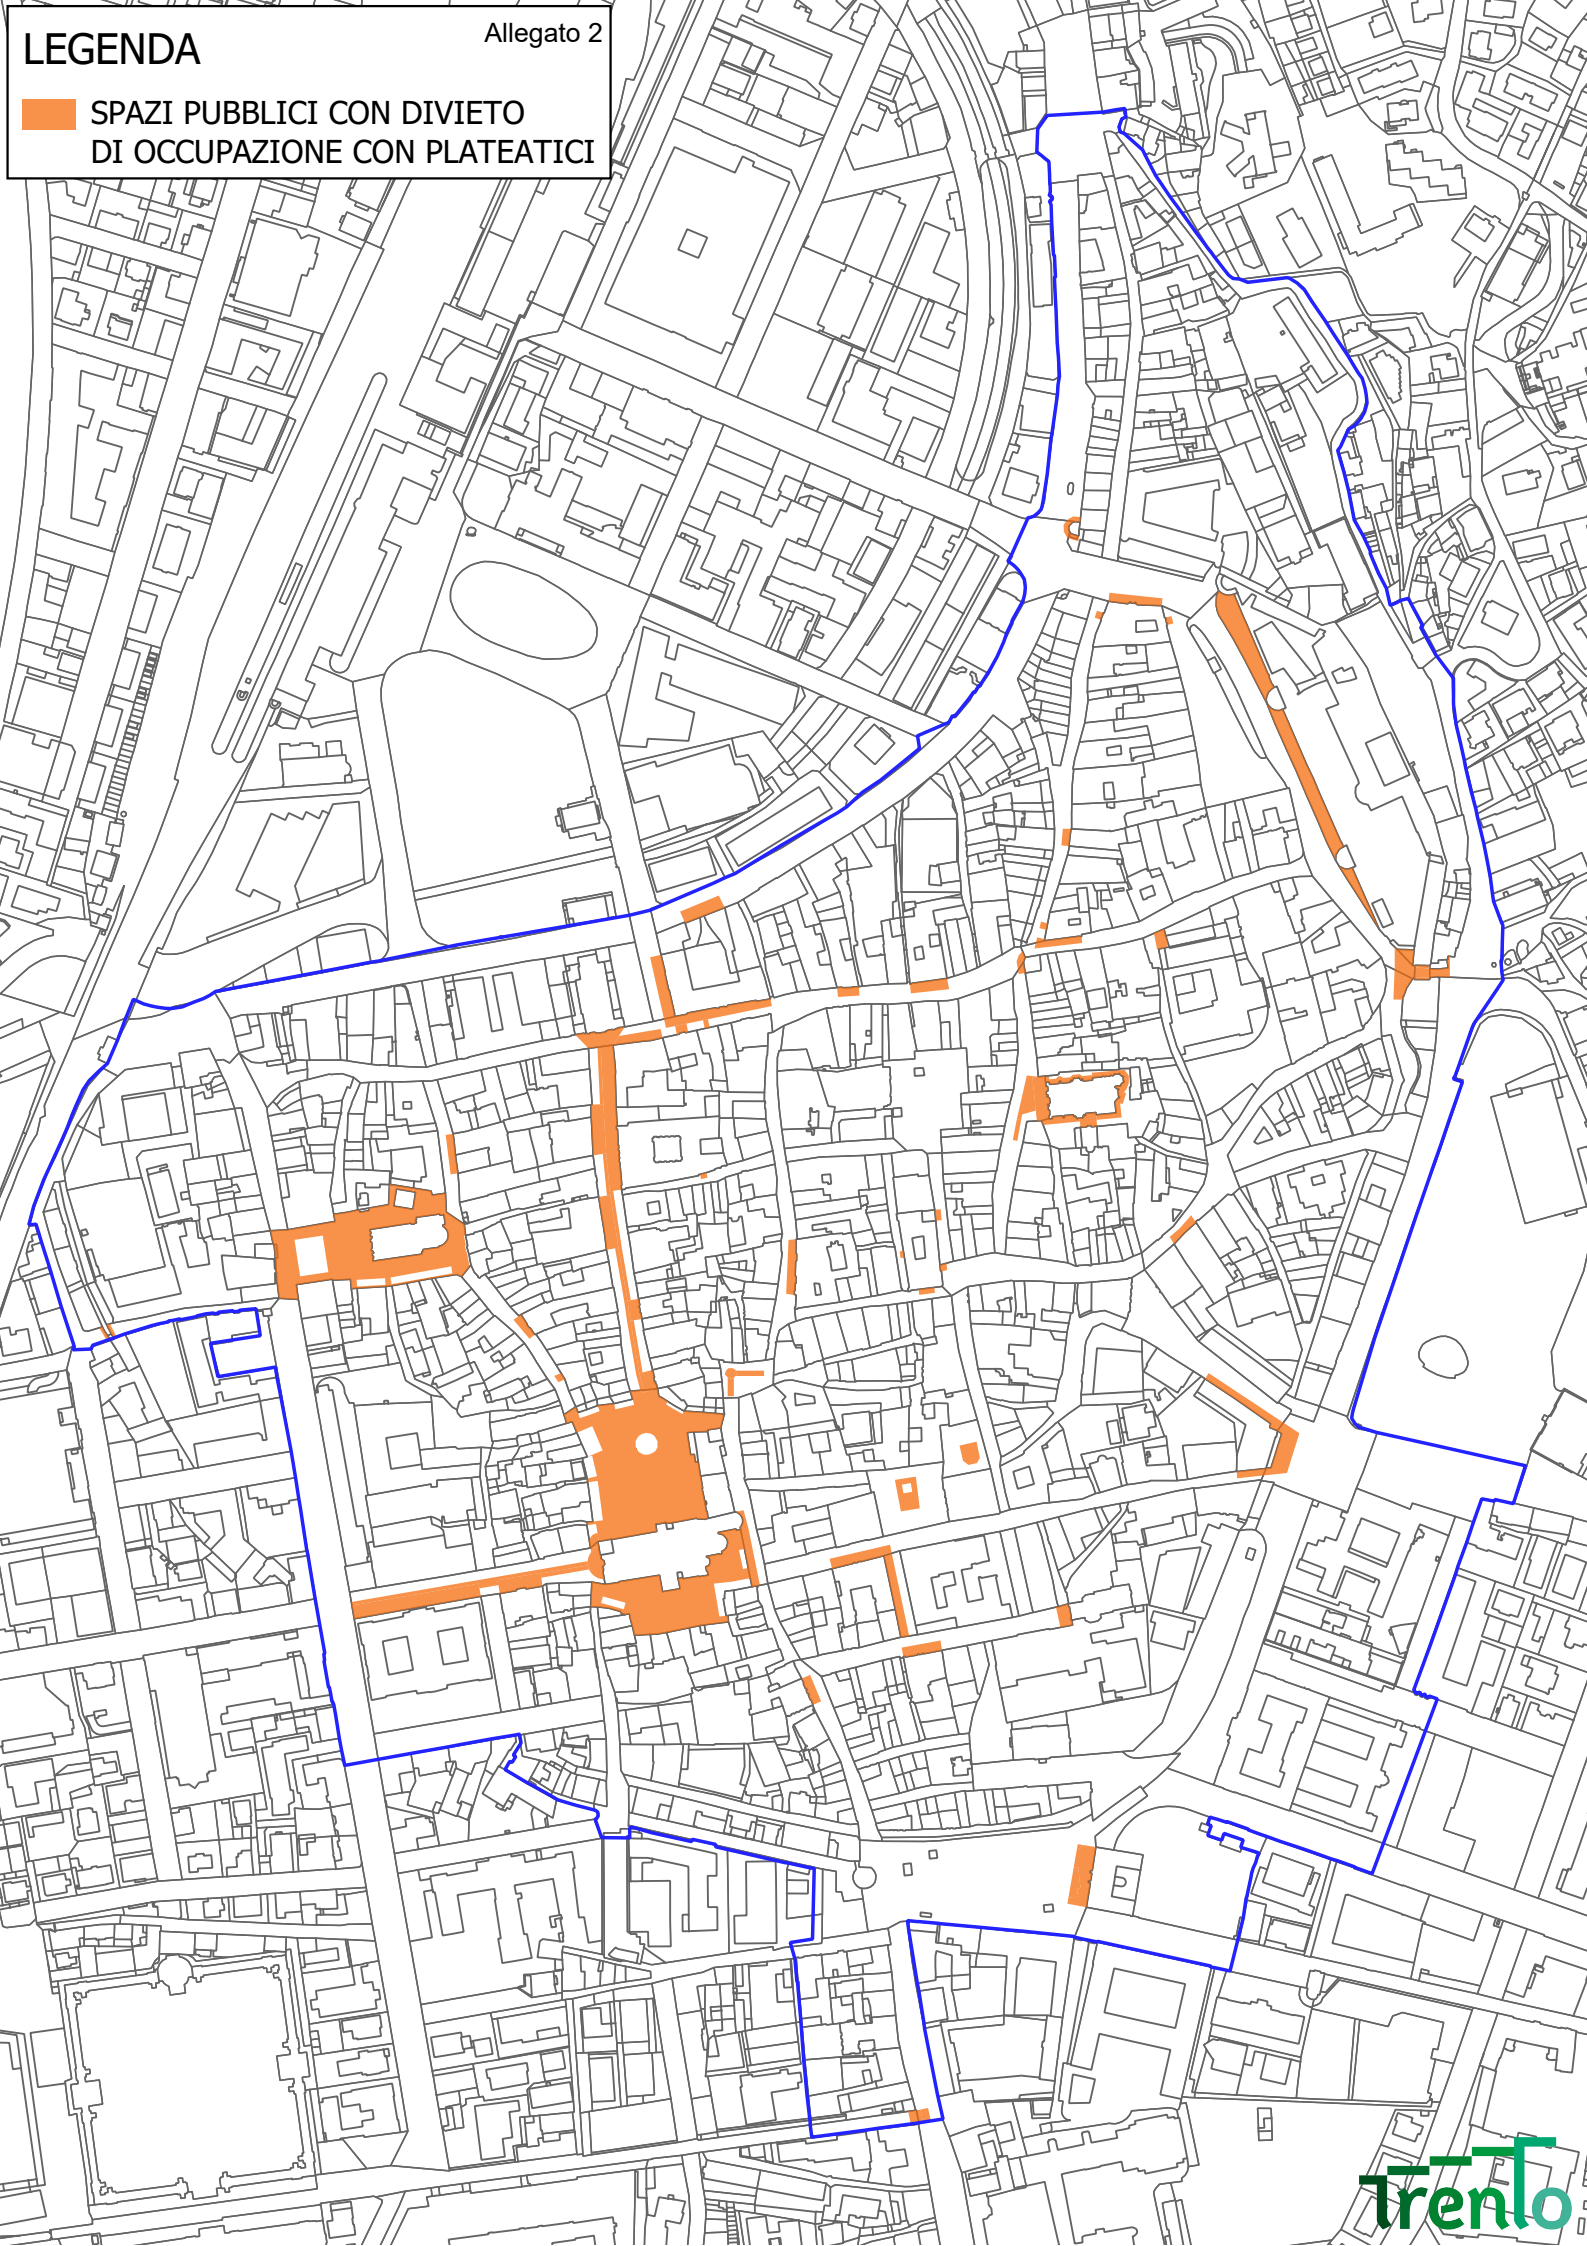 Allegato 2
LEGENDA
SPAZI PUBBLICI CON DIVIETO
DI OCCUPAZIONE CON PLATEATICI
Trento